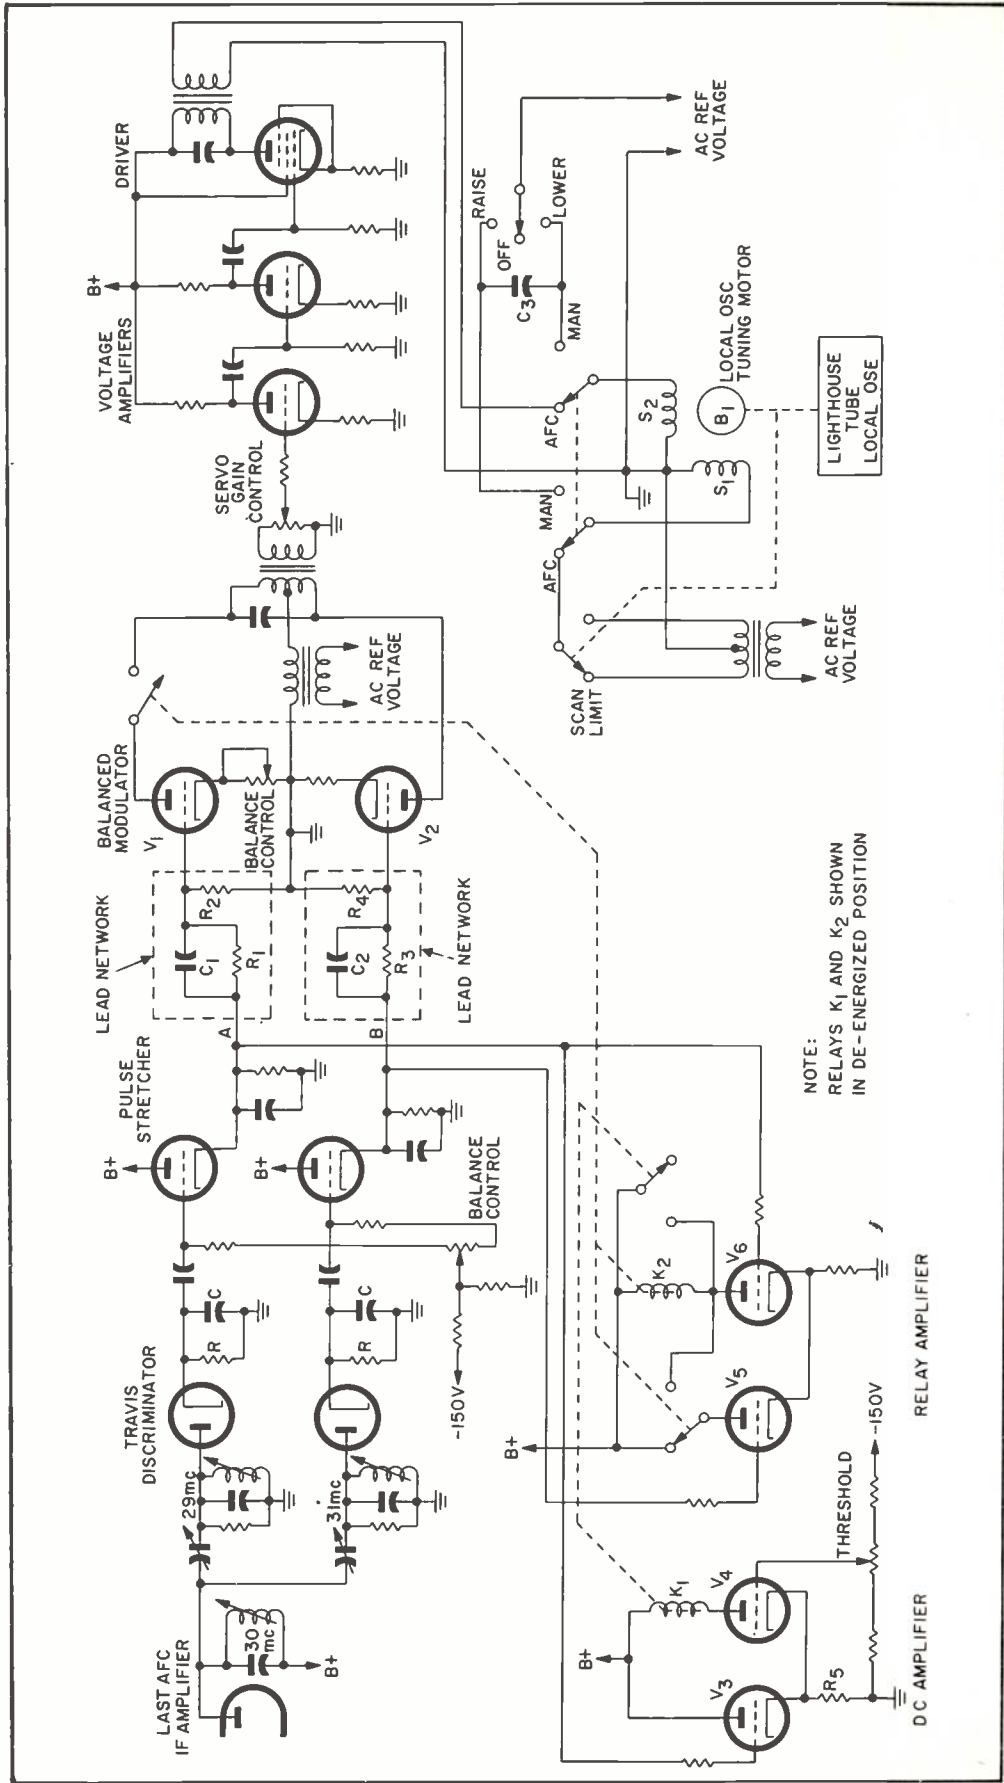 LAST AFC
IF AMPLIFIER
30
mc
B+
29mc
31mc
TRAVIS
DISCRIMINATOR
R
C
R
C
-150V
BALANCE
CONTROL
B+
PULSE
STRETCHER
B+
A
B
LEAD NETWORK
C1
R1
R2
C2
R3
R4
LEAD NETWORK
BALANCED
MODULATOR
V1
BALANCE
CONTROL
V2
AC REF
VOLTAGE
SERVO
GAIN
CONTROL
VOLTAGE
AMPLIFIERS
B+
DRIVER
B+
V3
K1
V4
R5
THRESHOLD
-150V
DC AMPLIFIER
B+
V5
K2
V6
RELAY AMPLIFIER
NOTE:
RELAYS K1 AND K2 SHOWN
IN DE-ENERGIZED POSITION
SCAN
LIMIT
AC REF
VOLTAGE
AFC
MAN
AFC
MAN
C3
OFF
RAISE
LOWER
AC REF
VOLTAGE
S2
S1
B1
LOCAL OSC
TUNING MOTOR
LIGHTHOUSE
TUBE
LOCAL OSE